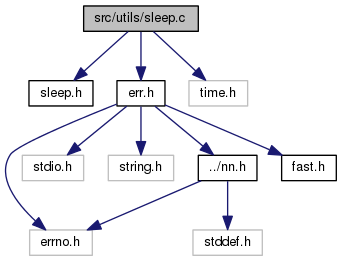 src/utils/sleep.c
sleep.h
err.h
time.h
stdio.h
string.h
../nn.h
fast.h
errno.h
stddef.h